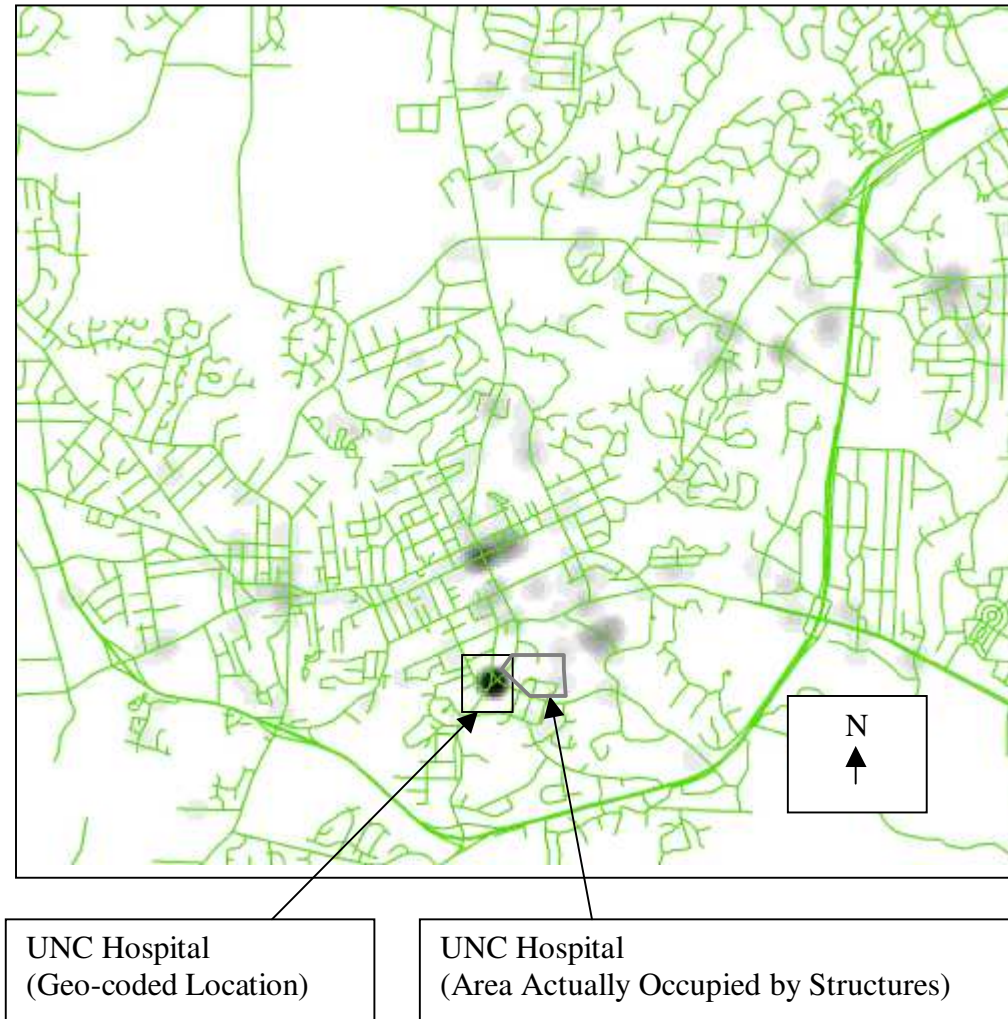 N
UNC Hospital
(Geo-coded Location)
UNC Hospital
(Area Actually Occupied by Structures)